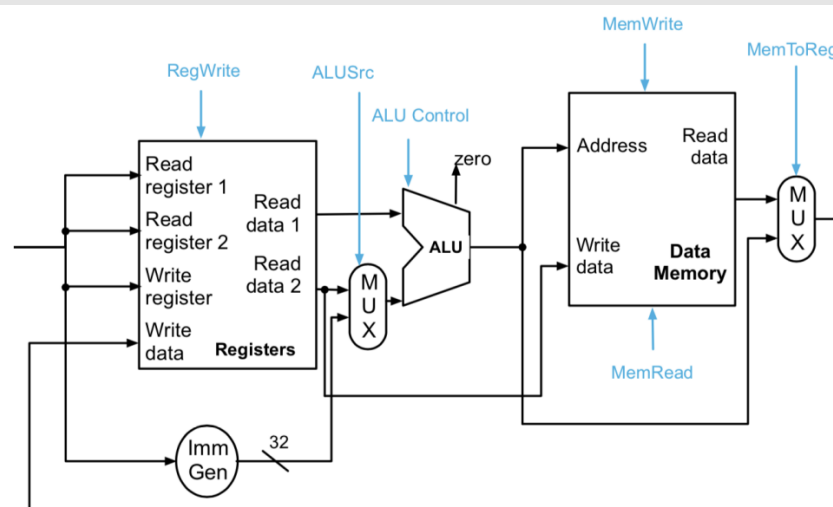 MemWrite
MemToReg
RegWrite
ALUSrc
ALU Control
zero
Read
register 1
Read
register 2
Write
register
Write
data
Read
data 1
Read
data 2
Registers
M
U
X
ALU
Address
Read
data
Write
data
Data
Memory
M
U
X
MemRead
Imm
Gen
32